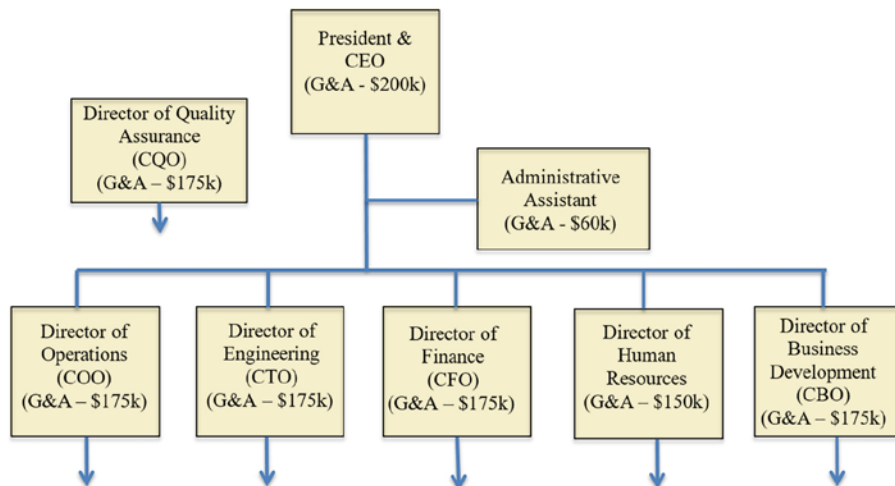 President &
CEO
(G&A - $200k)
Director of Quality
Assurance
(CQO)
(G&A – $175k)
Administrative
Assistant
(G&A - $60k)
Director of
Operations
(COO)
(G&A – $175k)
Director of
Engineering
(CTO)
(G&A – $175k)
Director of
Finance
(CFO)
(G&A – $175k)
Director of
Human
Resources
(G&A – $150k)
Director of
Business
Development
(CBO)
(G&A – $175k)